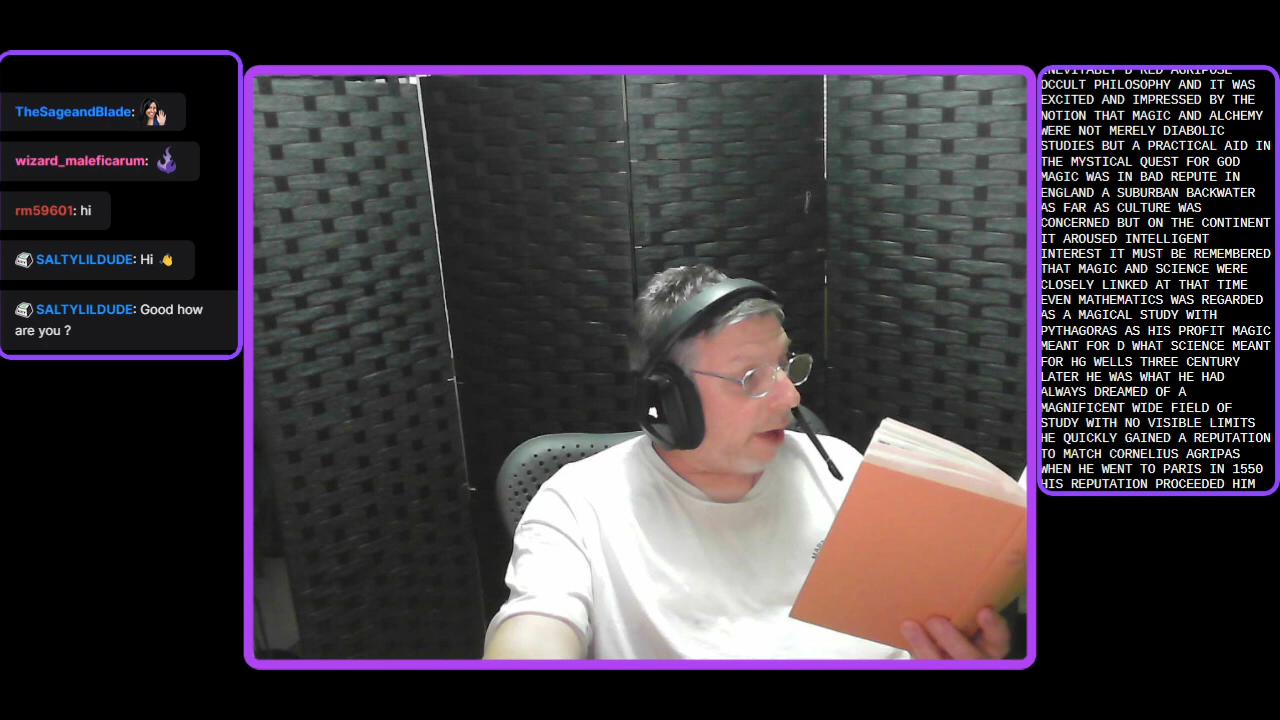 TheSageandBlade:
wizard_maleficarum:
rm59601: hi
SALTYLILDUDE: Hi 👋
SALTYLILDUDE: Good how
are you ?
INEVITABLY D RED AGRIPOSE
OCCULT PHILOSOPHY AND IT WAS
EXCITED AND IMPRESSED BY THE
NOTION THAT MAGIC AND ALCHEMY
WERE NOT MERELY DIABOLIC
STUDIES BUT A PRACTICAL AID IN
THE MYSTICAL QUEST FOR GOD
MAGIC WAS IN BAD REPUTE IN
ENGLAND A SUBURBAN BACKWATER
AS FAR AS CULTURE WAS
CONCERNED BUT ON THE CONTINENT
IT AROUSED INTELLIGENT
INTEREST IT MUST BE REMEMBERED
THAT MAGIC AND SCIENCE WERE
CLOSELY LINKED AT THAT TIME
EVEN MATHEMATICS WAS REGARDED
AS A MAGICAL STUDY WITH
PYTHAGORAS AS HIS PROFIT MAGIC
MEANT FOR D WHAT SCIENCE MEANT
FOR HG WELLS THREE CENTURY
LATER HE WAS WHAT HE HAD
ALWAYS DREAMED OF A
MAGNIFICENT WIDE FIELD OF
STUDY WITH NO VISIBLE LIMITS
HE QUICKLY GAINED A REPUTATION
TO MATCH CORNELIUS AGRIPAS
WHEN HE WENT TO PARIS IN 1550
HIS REPUTATION PROCEEDED HIM